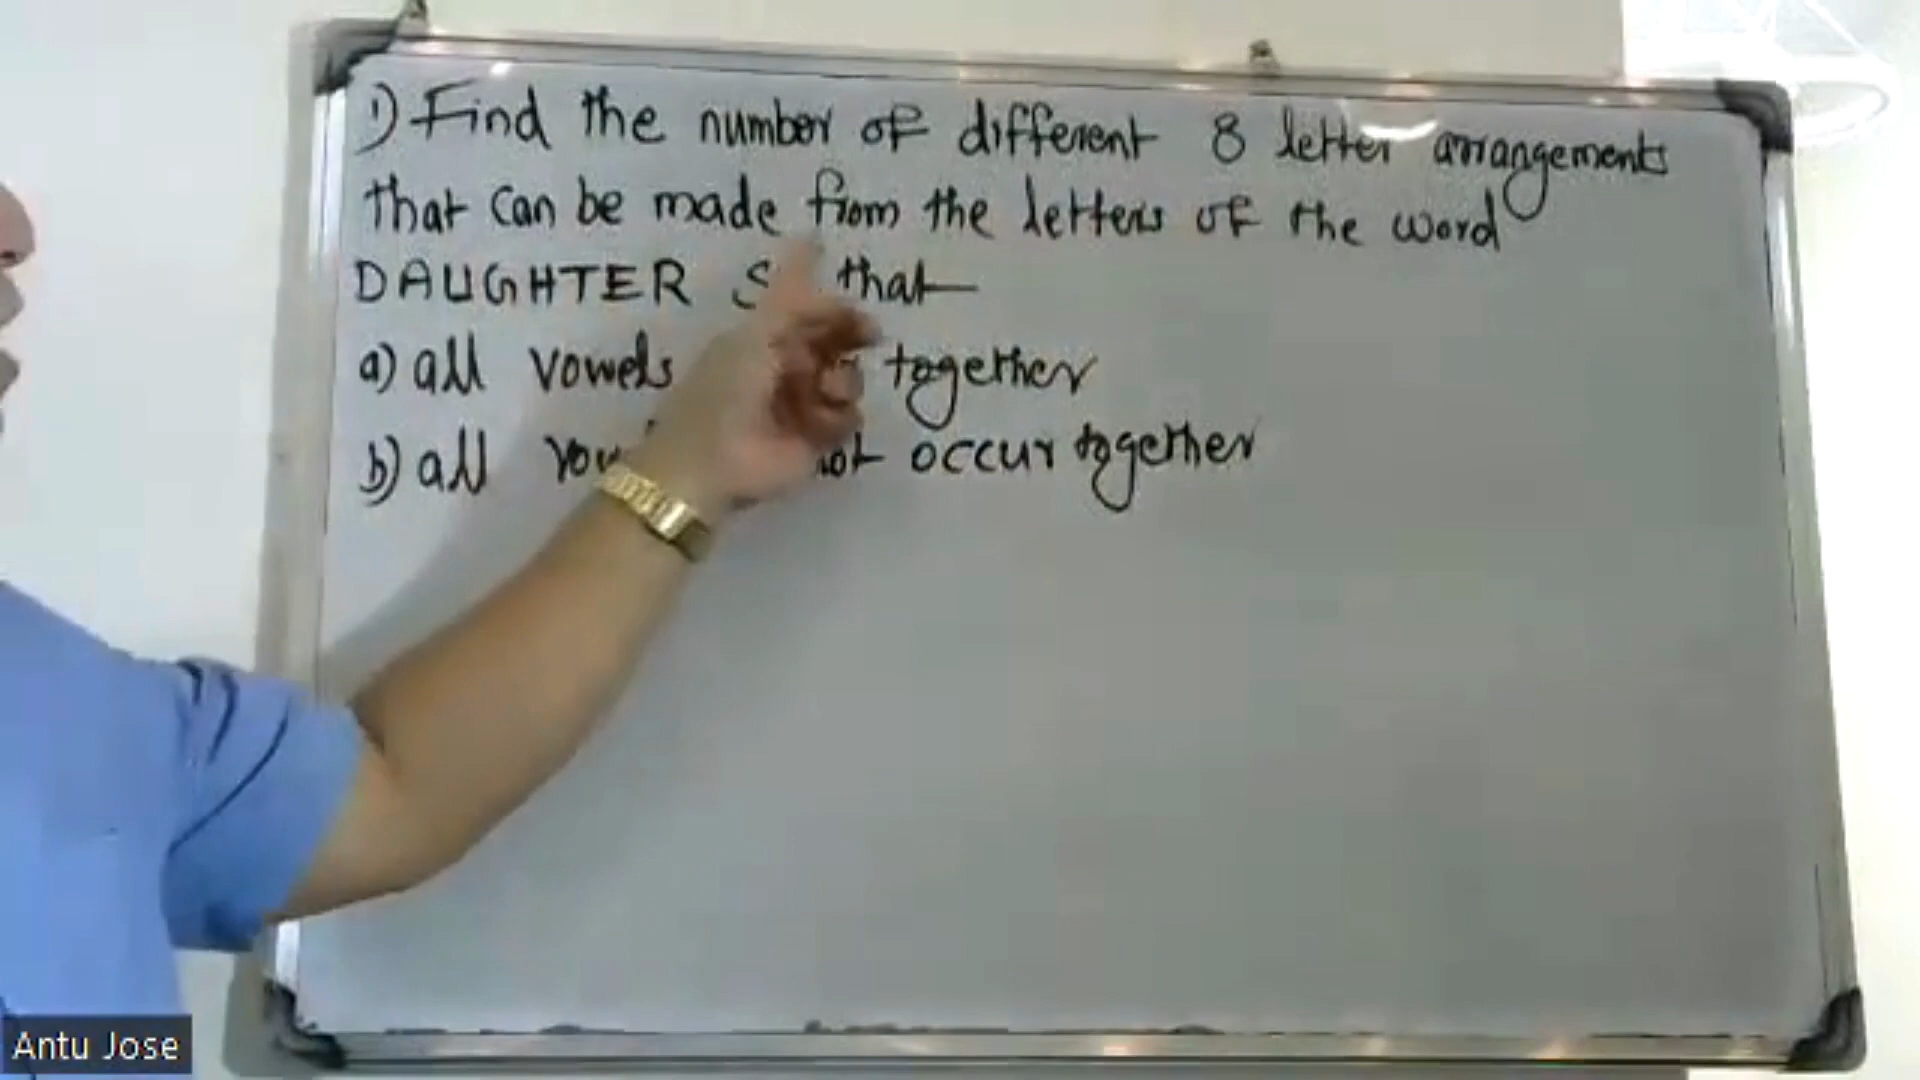 1) Find the number of different 8 letter arrangements
that can be made from the letters of the word
DAUGHTER that
a) all vowels together
b) all occur together
Antu Jose